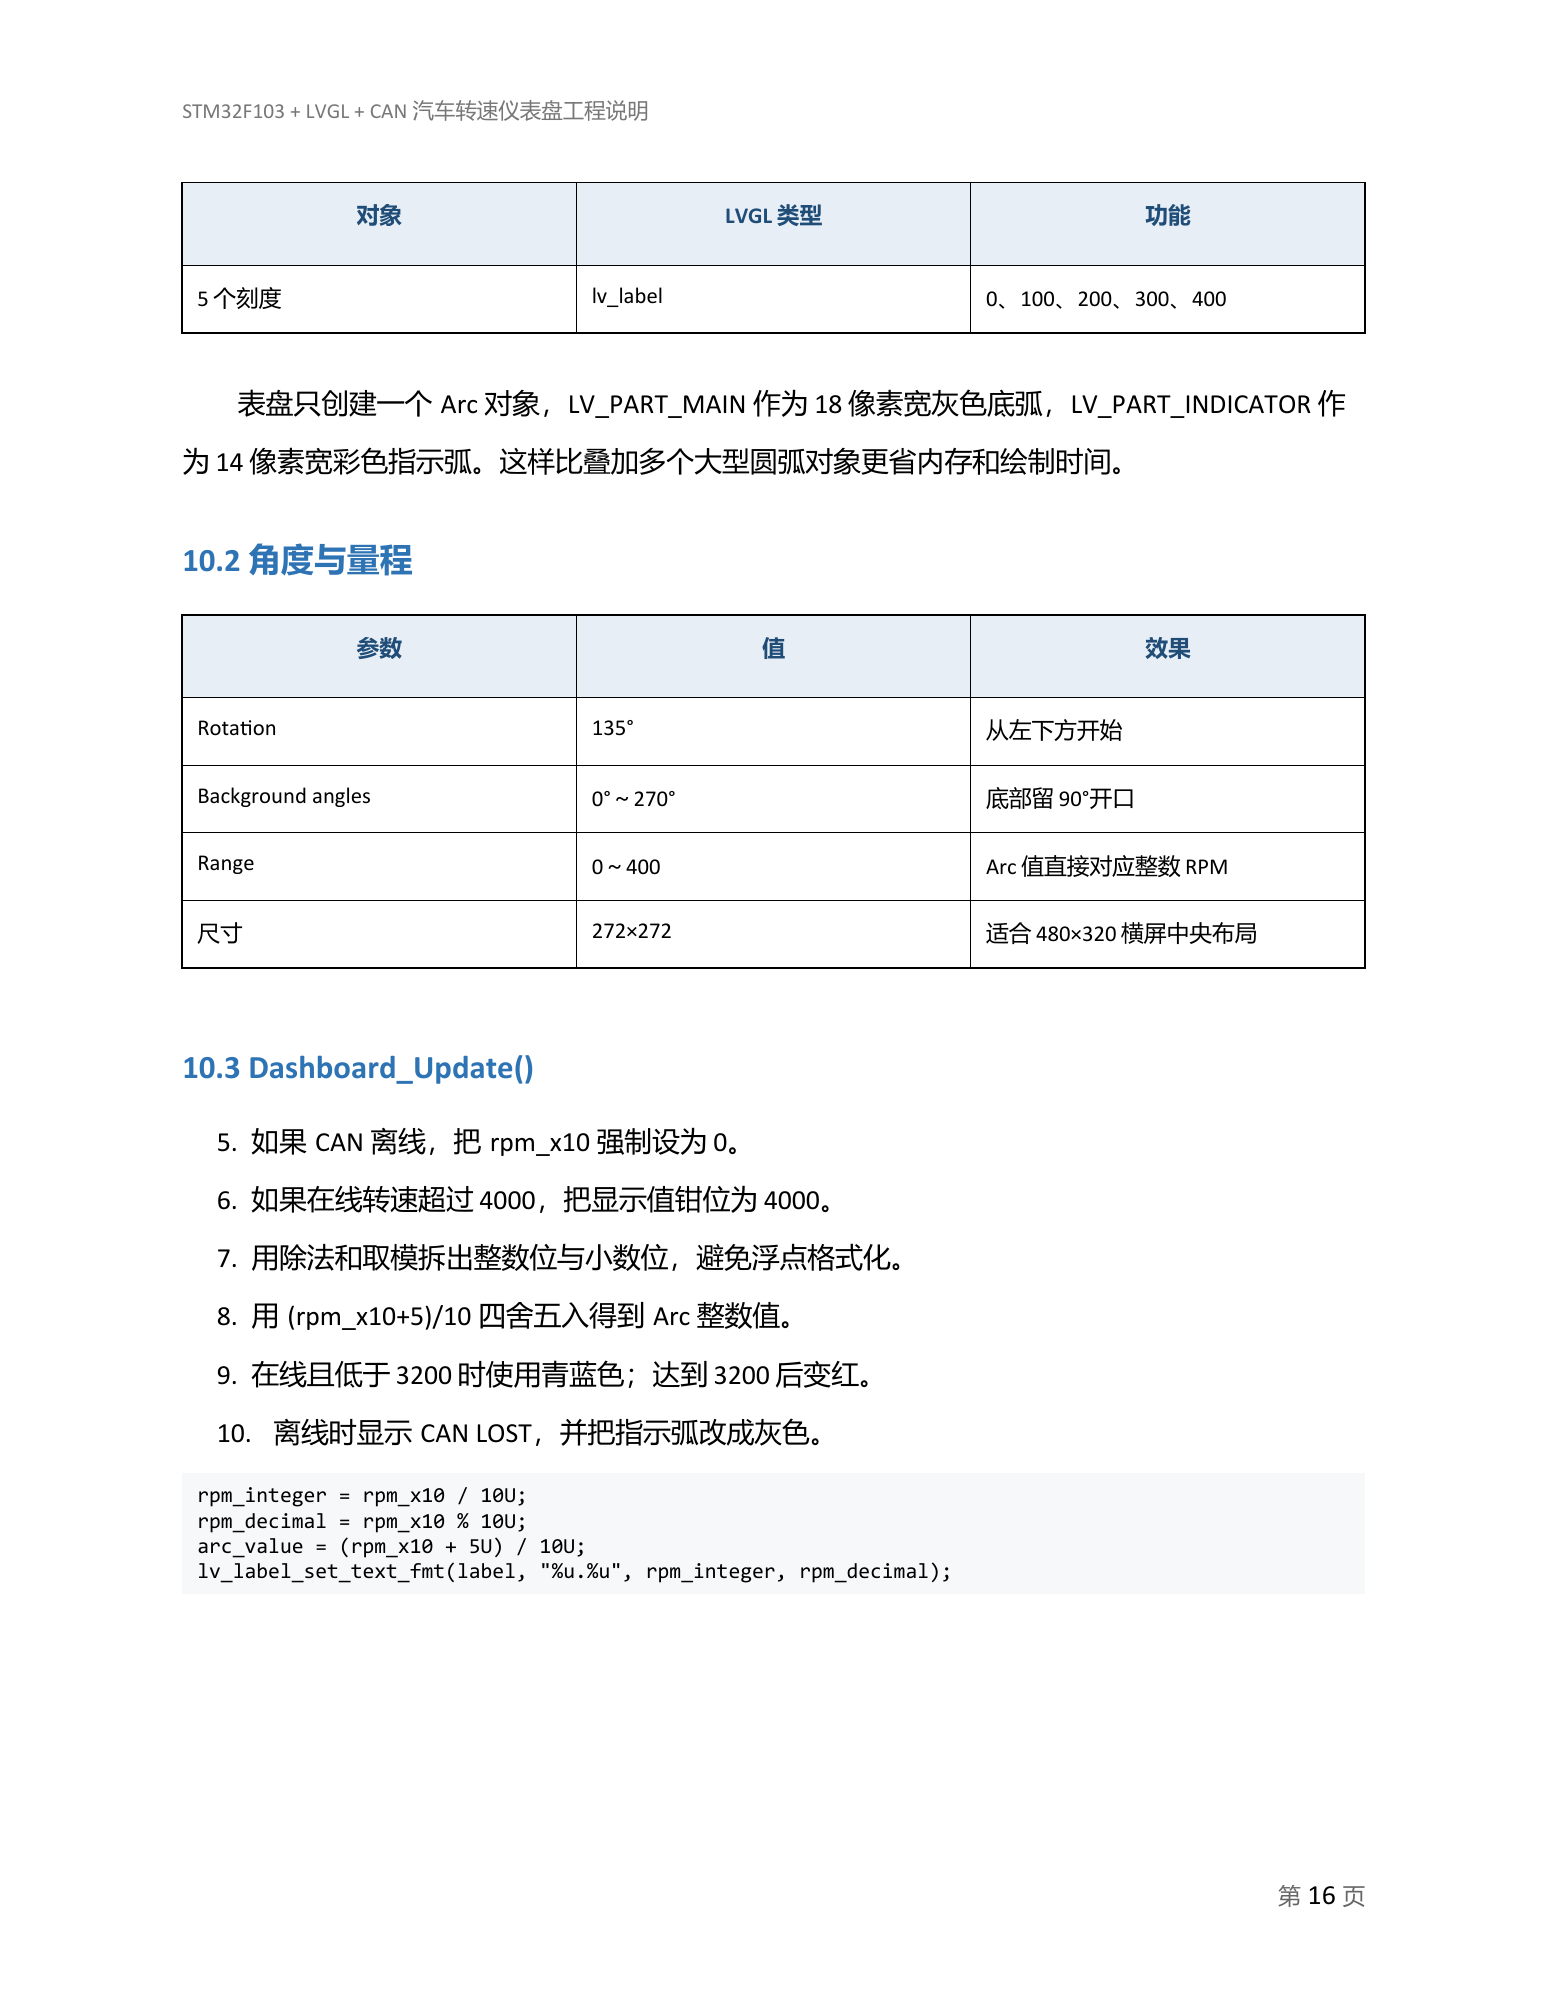 STM32F103 + LVGL + CAN 汽车转速仪表盘工程说明
对象 LVGL 类型 功能
5 个刻度 lv_label 0、100、200、300、400
表盘只创建一个 Arc 对象，LV_PART_MAIN 作为 18 像素宽灰色底弧，LV_PART_INDICATOR 作
为 14 像素宽彩色指示弧。这样比叠加多个大型圆弧对象更省内存和绘制时间。
10.2 角度与量程
参数 值 效果
Rotation 135° 从左下方开始
Background angles 0° ~ 270° 底部留 90°开口
Range 0 ~ 400 Arc 值直接对应整数 RPM
尺寸 272×272 适合 480×320 横屏中央布局
10.3 Dashboard_Update()
5. 如果 CAN 离线，把 rpm_x10 强制设为 0。
6. 如果在线转速超过 4000，把显示值钳位为 4000。
7. 用除法和取模拆出整数位与小数位，避免浮点格式化。
8. 用 (rpm_x10+5)/10 四舍五入得到 Arc 整数值。
9. 在线且低于 3200 时使用青蓝色；达到 3200 后变红。
10. 离线时显示 CAN LOST，并把指示弧改成灰色。
rpm_integer = rpm_x10 / 10U;
rpm_decimal = rpm_x10 % 10U;
arc_value = (rpm_x10 + 5U) / 10U;
lv_label_set_text_fmt(label, "%u.%u", rpm_integer, rpm_decimal);
第 16 页